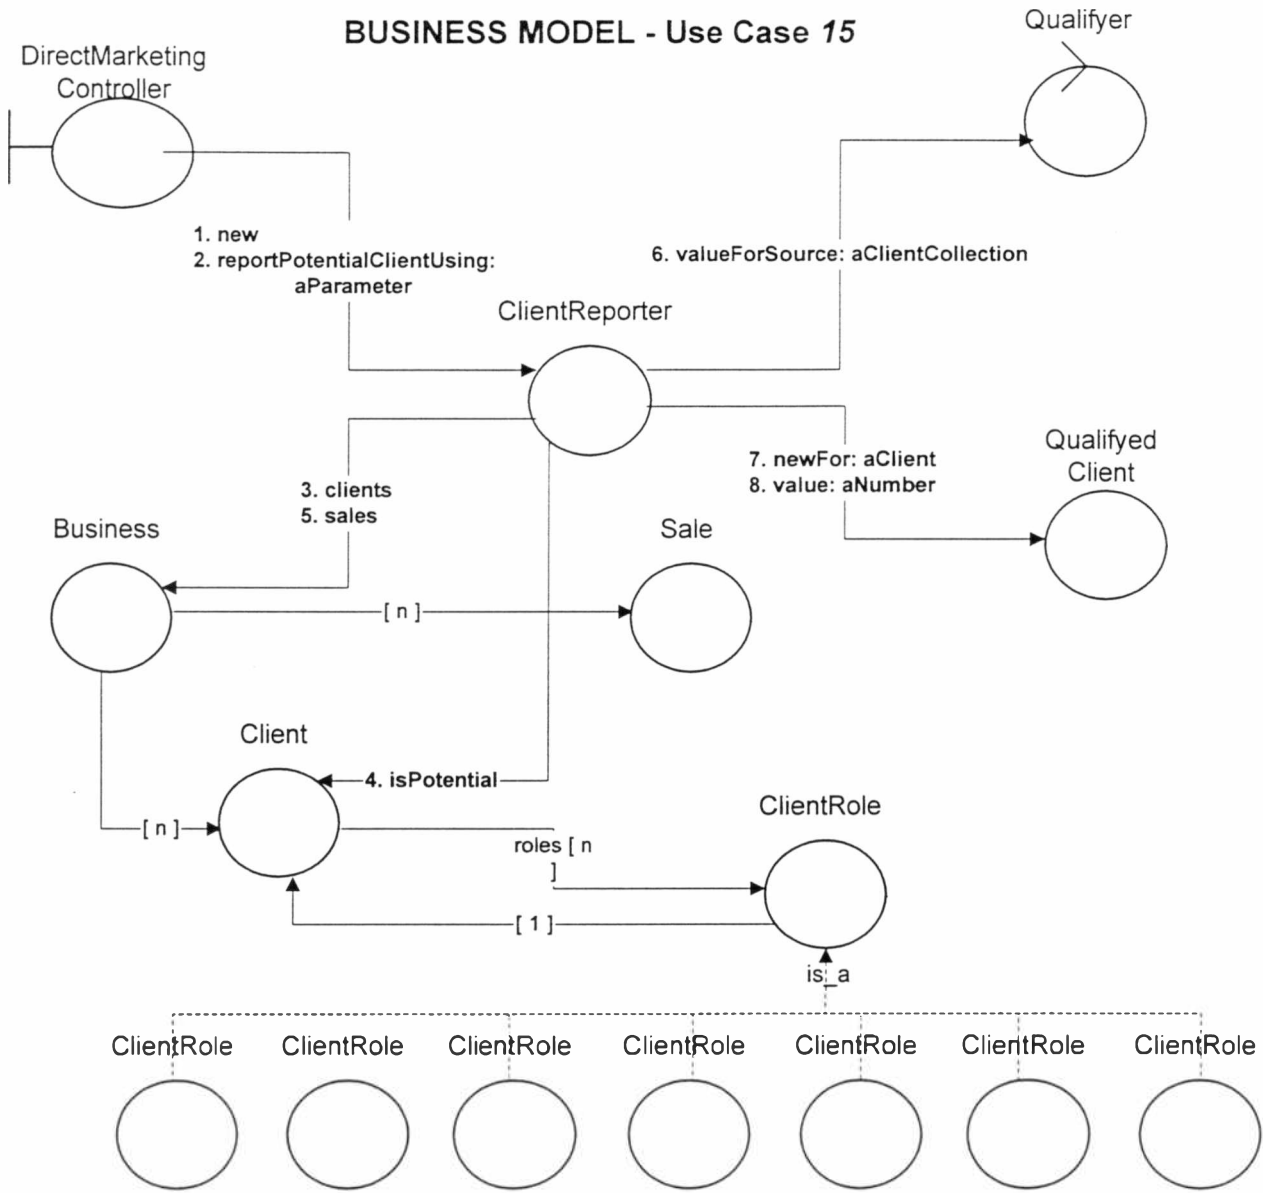 BUSINESS MODEL - Use Case 15
Qualifyer
DirectMarketing
Controller
1. new
2. reportPotentialClientUsing:
aParameter
6. valueForSource: aClientCollection
ClientReporter
7. newFor: aClient
8. value: aNumber
Qualifyed
Client
3. clients
5. sales
Business
Sale
[ n ]
Client
4. isPotential
ClientRole
[ n ]
roles [ n
]
[ 1 ]
is_a
ClientRole
ClientRole
ClientRole
ClientRole
ClientRole
ClientRole
ClientRole